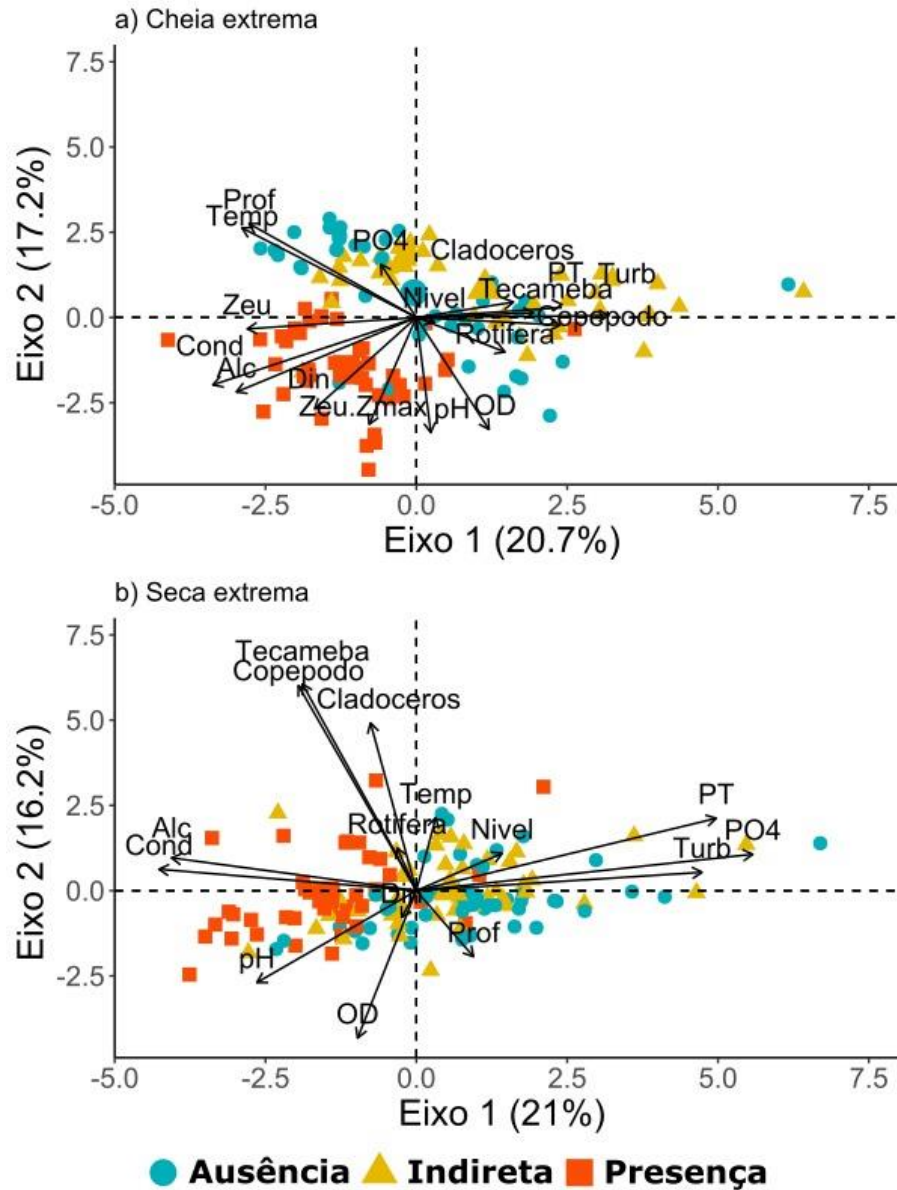 a) Cheia extrema
7.5
5.0
2.5
0.0
-2.5
Eixo 2 (17.2%)
Prof
Temp
PO4
Cladoceros
PT Turb
Tecameba
Nivel
Zeu
Copepodo
Rotifera
Cond
Alc
Din
Zeu.Zmax pH OD
-5.0 -2.5 0.0 2.5 5.0 7.5
Eixo 1 (20.7%)
b) Seca extrema
7.5
5.0
2.5
0.0
-2.5
Eixo 2 (16.2%)
Tecameba
Copepodo
Cladoceros
Temp
PT
Rotifera
Nivel
PO4
Alc
Cond
Turb
Din
Prof
pH
OD
-5.0 -2.5 0.0 2.5 5.0 7.5
Eixo 1 (21%)
Ausência Indireta Presença